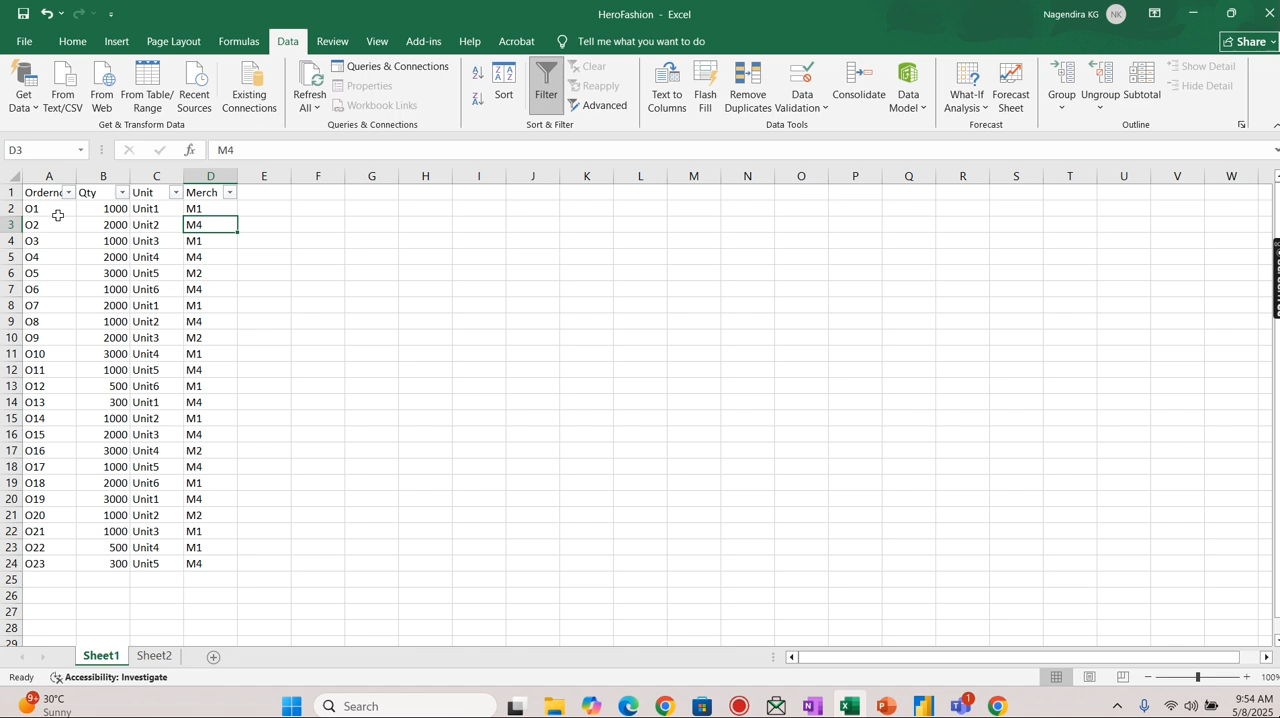 HeroFashion - Excel
Nagendira KG NK
File Home Insert Page Layout Formulas Data Review View Add-ins Help Acrobat Tell me what you want to do Share
Get Data From Text/CSV From Web From Table/Range Recent Sources Existing Connections
Refresh All Queries & Connections Properties Workbook Links
Sort Filter Clear Reapply Advanced
Text to Columns Flash Fill Remove Duplicates Data Validation Consolidate Data Model
What-If Analysis Forecast Sheet
Group Ungroup Subtotal Show Detail Hide Detail
Get & Transform Data Queries & Connections Sort & Filter Data Tools Forecast Outline
D3 fx M4
A B C D E F G H I J K L M N O P Q R S T U V W
1 Orderno Qty Unit Merch
2 O1 1000 Unit1 M1
3 O2 2000 Unit2 M4
4 O3 1000 Unit3 M1
5 O4 2000 Unit4 M4
6 O5 3000 Unit5 M2
7 O6 1000 Unit6 M4
8 O7 2000 Unit1 M1
9 O8 1000 Unit2 M4
10 O9 2000 Unit3 M2
11 O10 3000 Unit4 M1
12 O11 1000 Unit5 M4
13 O12 500 Unit6 M1
14 O13 300 Unit1 M4
15 O14 1000 Unit2 M1
16 O15 2000 Unit3 M4
17 O16 3000 Unit4 M2
18 O17 1000 Unit5 M4
19 O18 2000 Unit6 M1
20 O19 3000 Unit1 M4
21 O20 1000 Unit2 M2
22 O21 1000 Unit3 M1
23 O22 500 Unit4 M1
24 O23 300 Unit5 M4
25
26
27
28
29
Sheet1 Sheet2
Ready Accessibility: Investigate 100%
9+ 30°C Sunny
Search
1
9:54 AM
5/8/2025